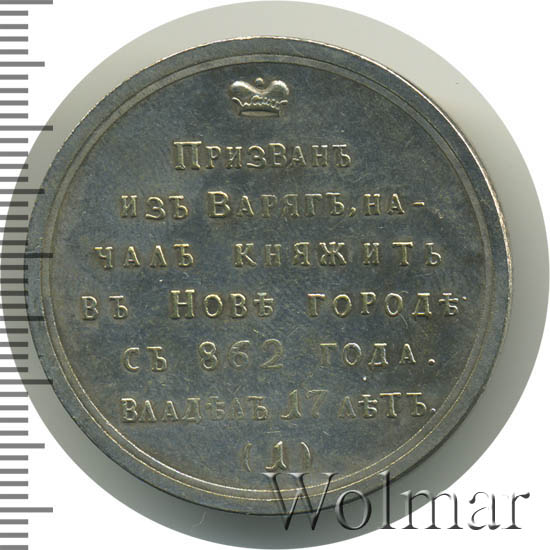 ПРИЗВАНЪ
ИЗЪ ВАРЯГЪ, НА-
ЧАЛЪ КНЯЖИТЬ
ВЪ НОВѢ ГОРОДѢ
СЪ 862 ГОДА.
ВЛАДѢЛЪ 17 ЛѢТЪ.
(1)
Wolmar